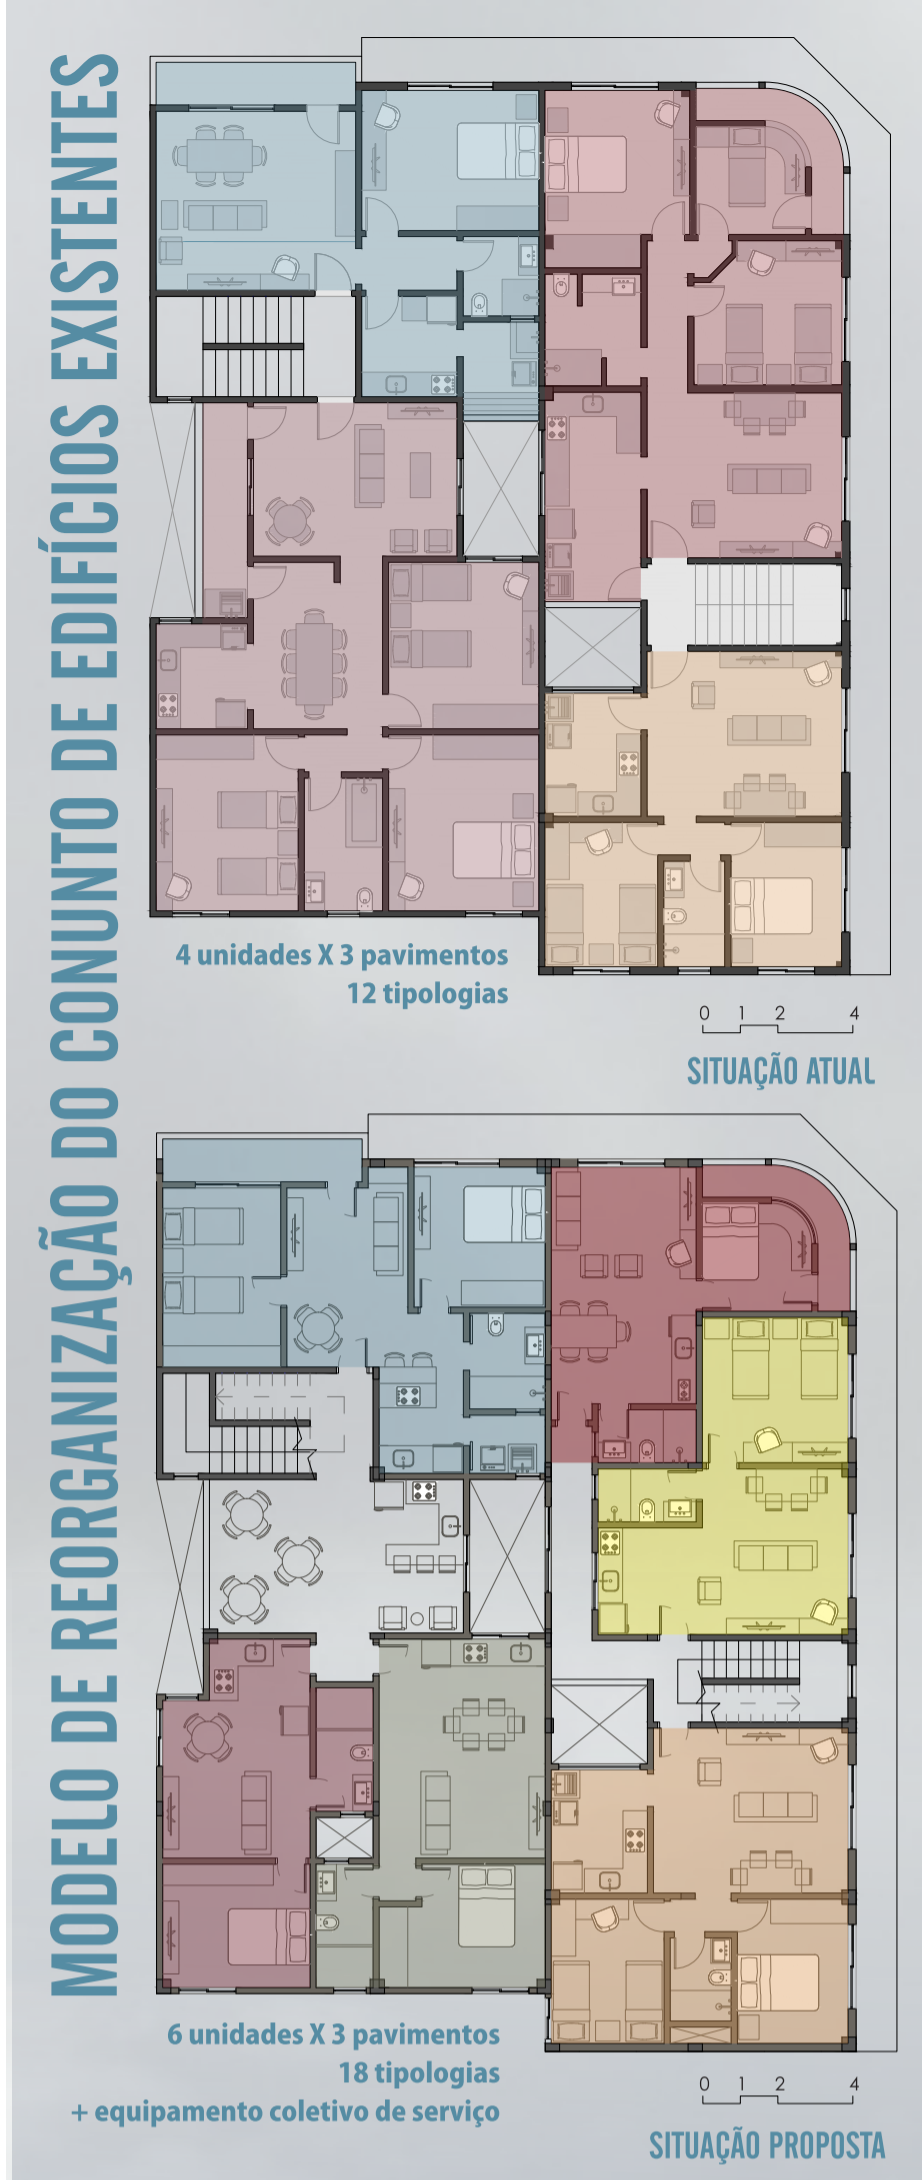 MODELO DE REORGANIZAÇÃO DO CONUNTO DE EDIFÍCIOS EXISTENTES
4 unidades X 3 pavimentos
12 tipologias
0 1 2 4
SITUAÇÃO ATUAL
6 unidades X 3 pavimentos
18 tipologias
+ equipamento coletivo de serviço
0 1 2 4
SITUAÇÃO PROPOSTA